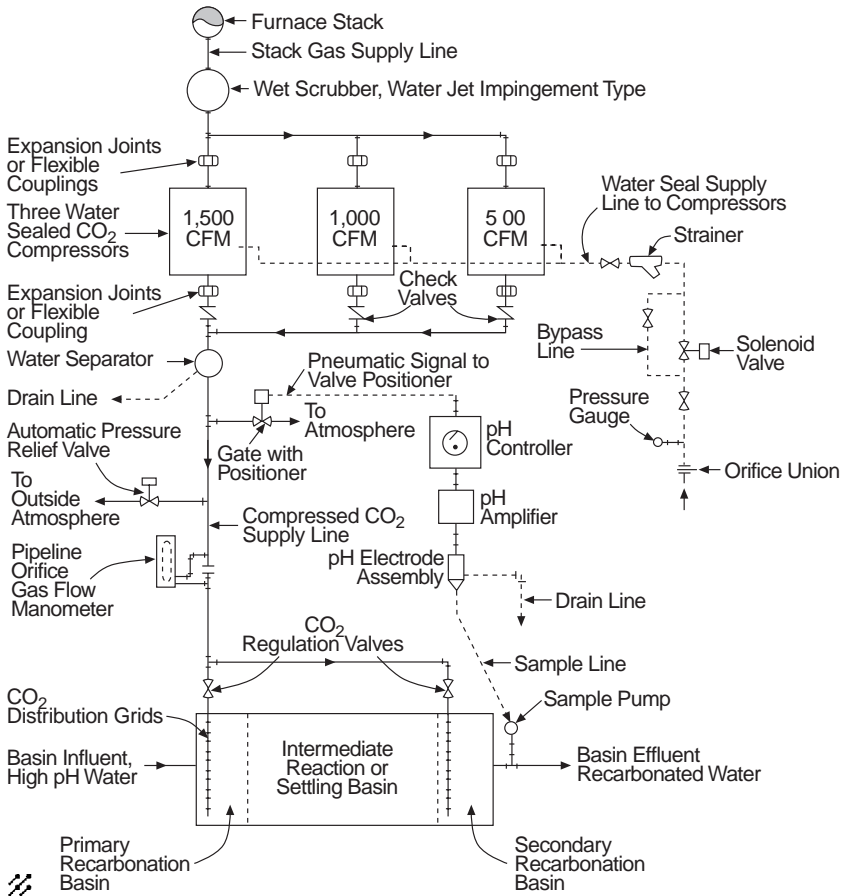 Furnace Stack
Stack Gas Supply Line
Wet Scrubber, Water Jet Impingement Type
Expansion Joints
or Flexible
Couplings
Three Water
Sealed CO2
Compressors
1,500
CFM
1,000
CFM
5 00
CFM
Water Seal Supply
Line to Compressors
Strainer
Expansion Joints
or Flexible
Coupling
Check
Valves
Bypass
Line
Solenoid
Valve
Water Separator
Pneumatic Signal to
Valve Positioner
Drain Line
To
Atmosphere
Pressure
Gauge
Automatic Pressure
Relief Valve
Gate with
Positioner
pH
Controller
Orifice Union
To
Outside
Atmosphere
pH
Amplifier
Compressed CO2
Supply Line
Pipeline
Orifice
Gas Flow
Manometer
pH Electrode
Assembly
Drain Line
CO2
Regulation Valves
Sample Line
CO2
Distribution Grids
Sample Pump
Basin Influent,
High pH Water
Intermediate
Reaction or
Settling Basin
Basin Effluent
Recarbonated Water
Primary
Recarbonation
Basin
Secondary
Recarbonation
Basin